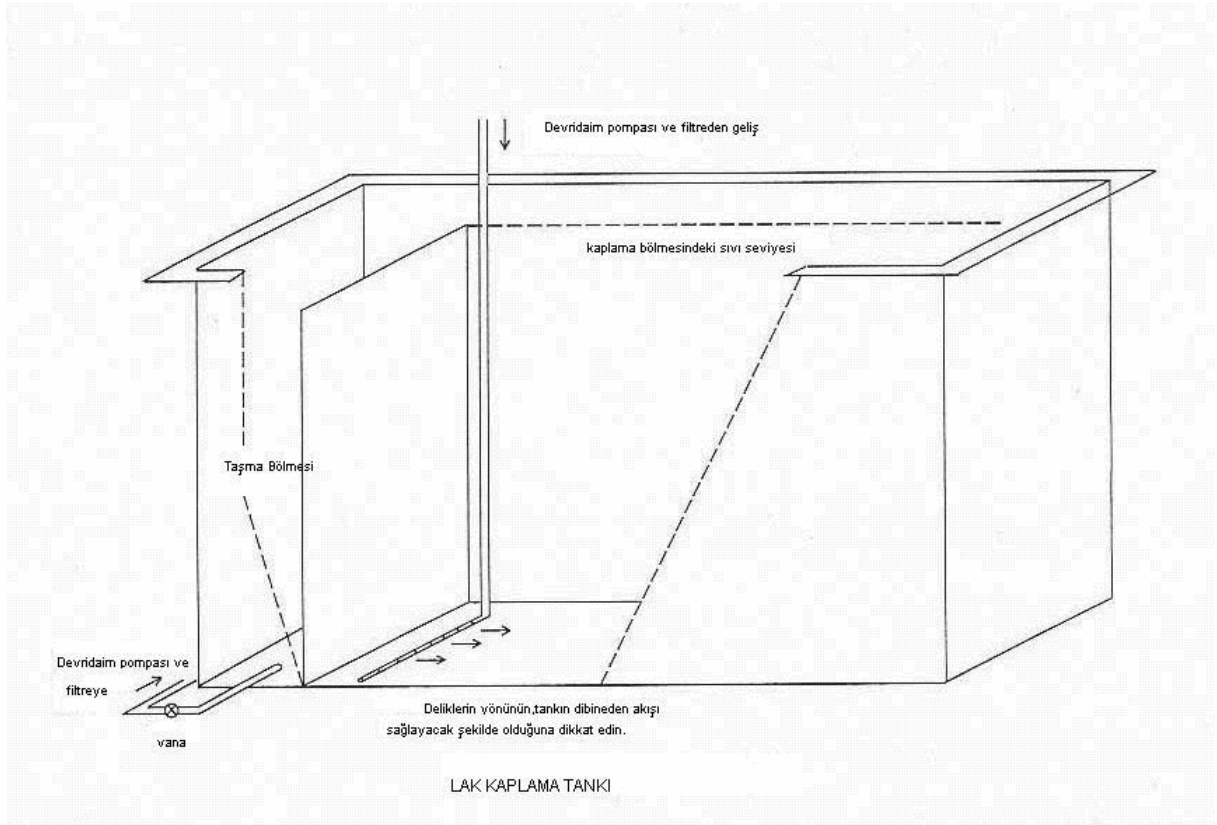 Devridaim pompası ve filtreden geliş
kaplama bölmesindeki sıvı seviyesi
Taşma Bölmesi
Devridaim pompası ve
filtreye
vana
Deliklerin yönünün,tankın dibineden akışı
sağlayacak şekilde olduğuna dikkat edin.
LAK KAPLAMA TANKI